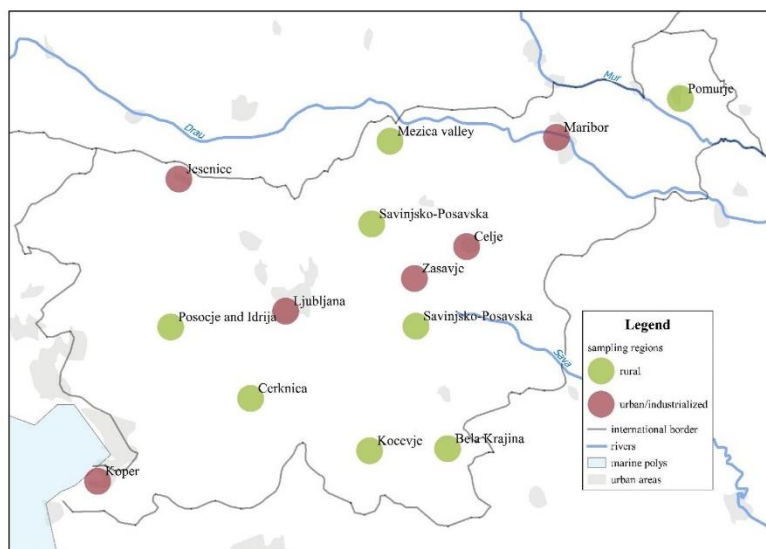 Mur
Pomurje
Drau
Mezica valley
Maribor
Jesenice
Savinjsko-Posavska
Celje
Zasavje
Ljubljana
Posocje and Idrija
Savinjsko-Posavska
Sava
Cerknica
Kocevje
Bela Krajina
Koper
Legend
sampling regions
rural
urban/industrialized
international border
rivers
marine polys
urban areas